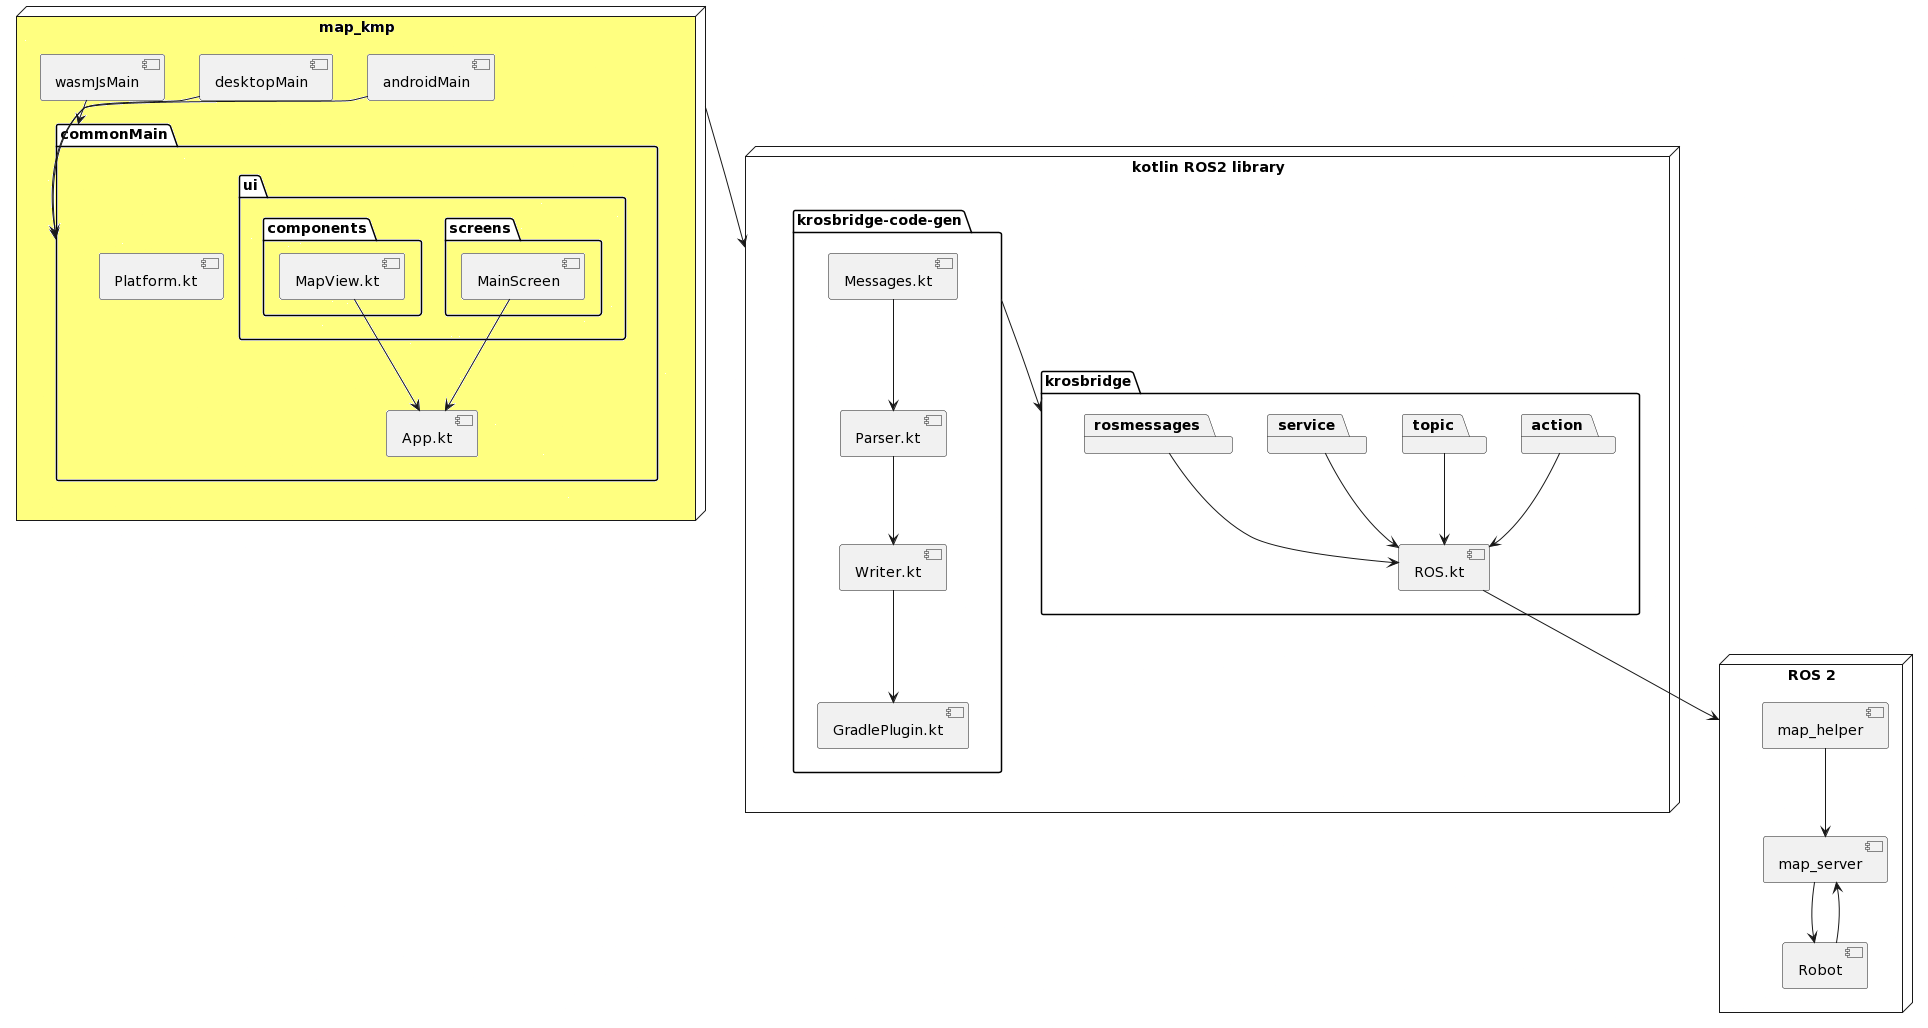 map_kmp
wasmJsMain
desktopMain
androidMain
commonMain
ui
components
screens
Platform.kt
MapView.kt
MainScreen
App.kt
kotlin ROS2 library
krosbridge-code-gen
Messages.kt
Parser.kt
Writer.kt
GradlePlugin.kt
krosbridge
rosmessages
service
topic
action
ROS.kt
ROS 2
map_helper
map_server
Robot